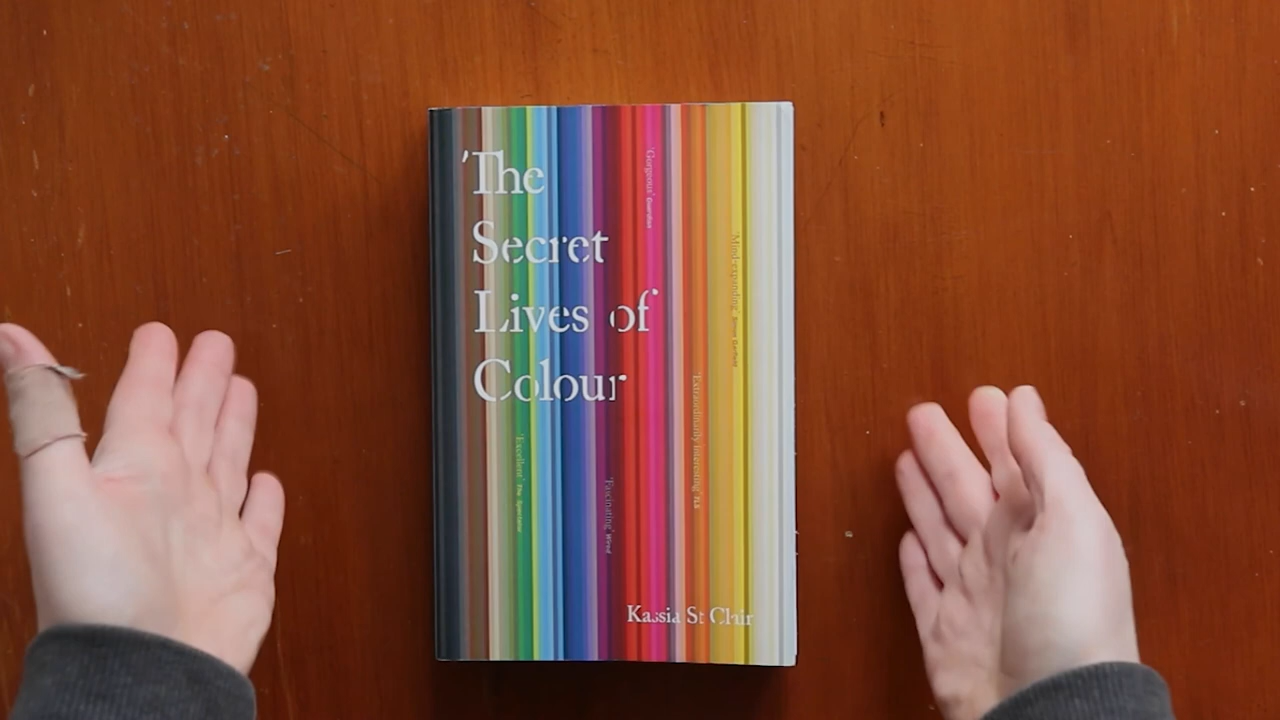 The
Secret
Lives of
Colour
'Gorgeous' Guardian
'Mind-expanding' Simon Garfield
'Extraordinarily interesting' iva
'Excellent' The Spectator
'Fascinating' Wired
Kassia St Clair